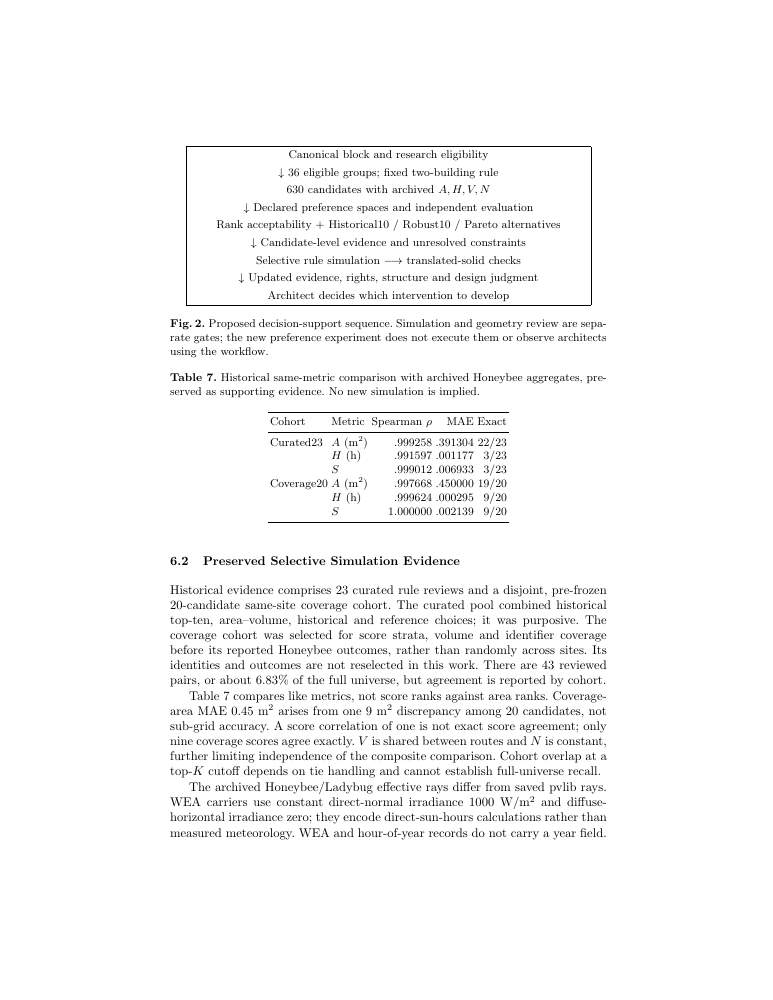 Canonical block and research eligibility
↓ 36 eligible groups; fixed two-building rule
630 candidates with archived A, H, V, N
↓ Declared preference spaces and independent evaluation
Rank acceptability + Historical10 / Robust10 / Pareto alternatives
↓ Candidate-level evidence and unresolved constraints
Selective rule simulation → translated-solid checks
↓ Updated evidence, rights, structure and design judgment
Architect decides which intervention to develop
Fig. 2. Proposed decision-support sequence. Simulation and geometry review are sepa-
rate gates; the new preference experiment does not execute them or observe architects
using the workflow.
Table 7. Historical same-metric comparison with archived Honeybee aggregates, pre-
served as supporting evidence. No new simulation is implied.
Cohort Metric Spearman ρ MAE Exact
Curated23 A (m²) .999258 .391304 22/23
H (h) .991597 .001177 3/23
S .999012 .006933 3/23
Coverage20 A (m²) .997668 .450000 19/20
H (h) .999624 .000295 9/20
S 1.000000 .002139 9/20
6.2 Preserved Selective Simulation Evidence
Historical evidence comprises 23 curated rule reviews and a disjoint, pre-frozen
20-candidate same-site coverage cohort. The curated pool combined historical
top-ten, area–volume, historical and reference choices; it was purposive. The
coverage cohort was selected for score strata, volume and identifier coverage
before its reported Honeybee outcomes, rather than randomly across sites. Its
identities and outcomes are not reselected in this work. There are 43 reviewed
pairs, or about 6.83% of the full universe, but agreement is reported by cohort.
Table 7 compares like metrics, not score ranks against area ranks. Coverage-
area MAE 0.45 m² arises from one 9 m² discrepancy among 20 candidates, not
sub-grid accuracy. A score correlation of one is not exact score agreement; only
nine coverage scores agree exactly. V is shared between routes and N is constant,
further limiting independence of the composite comparison. Cohort overlap at a
top-K cutoff depends on tie handling and cannot establish full-universe recall.
The archived Honeybee/Ladybug effective rays differ from saved pvlib rays.
WEA carriers use constant direct-normal irradiance 1000 W/m² and diffuse-
horizontal irradiance zero; they encode direct-sun-hours calculations rather than
measured meteorology. WEA and hour-of-year records do not carry a year field.